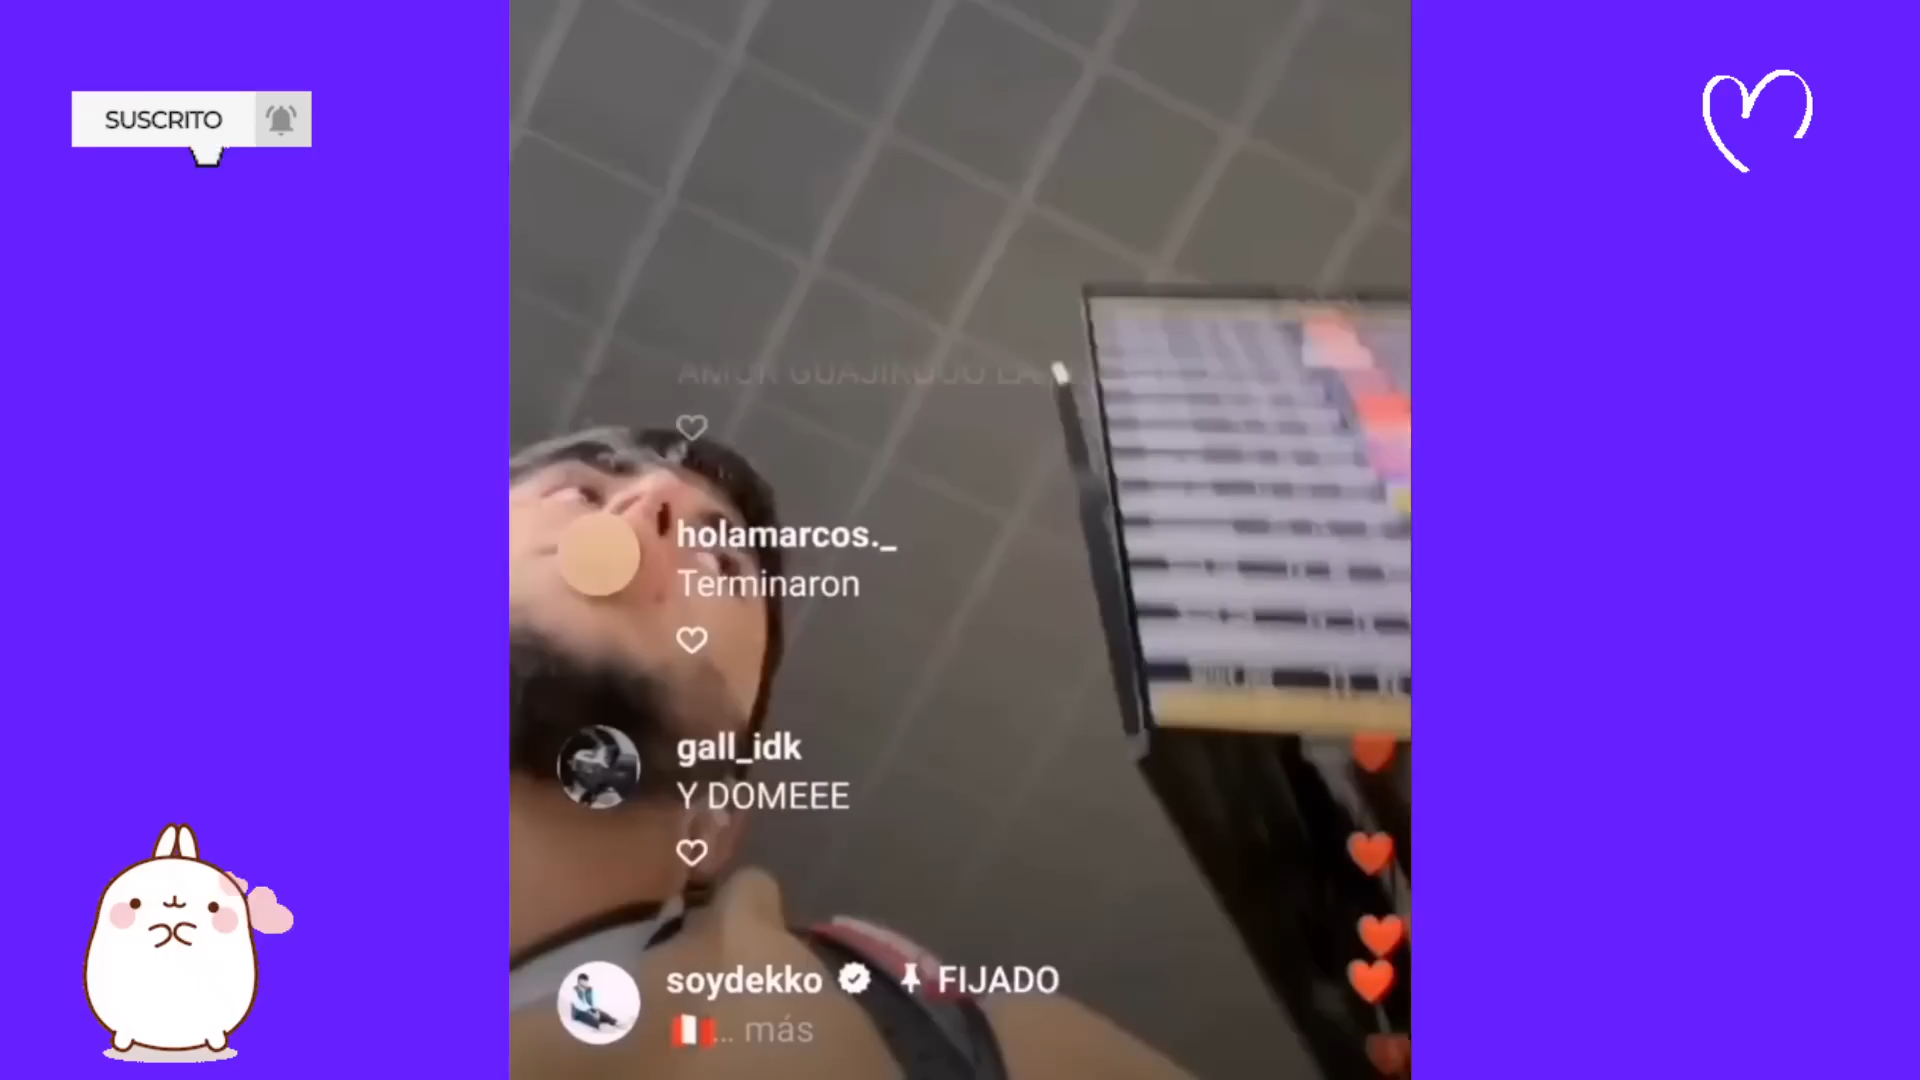 SUSCRITO
holamarcos._
Terminaron
gall_idk
Y DOMEEE
soydekko FIJADO
... más